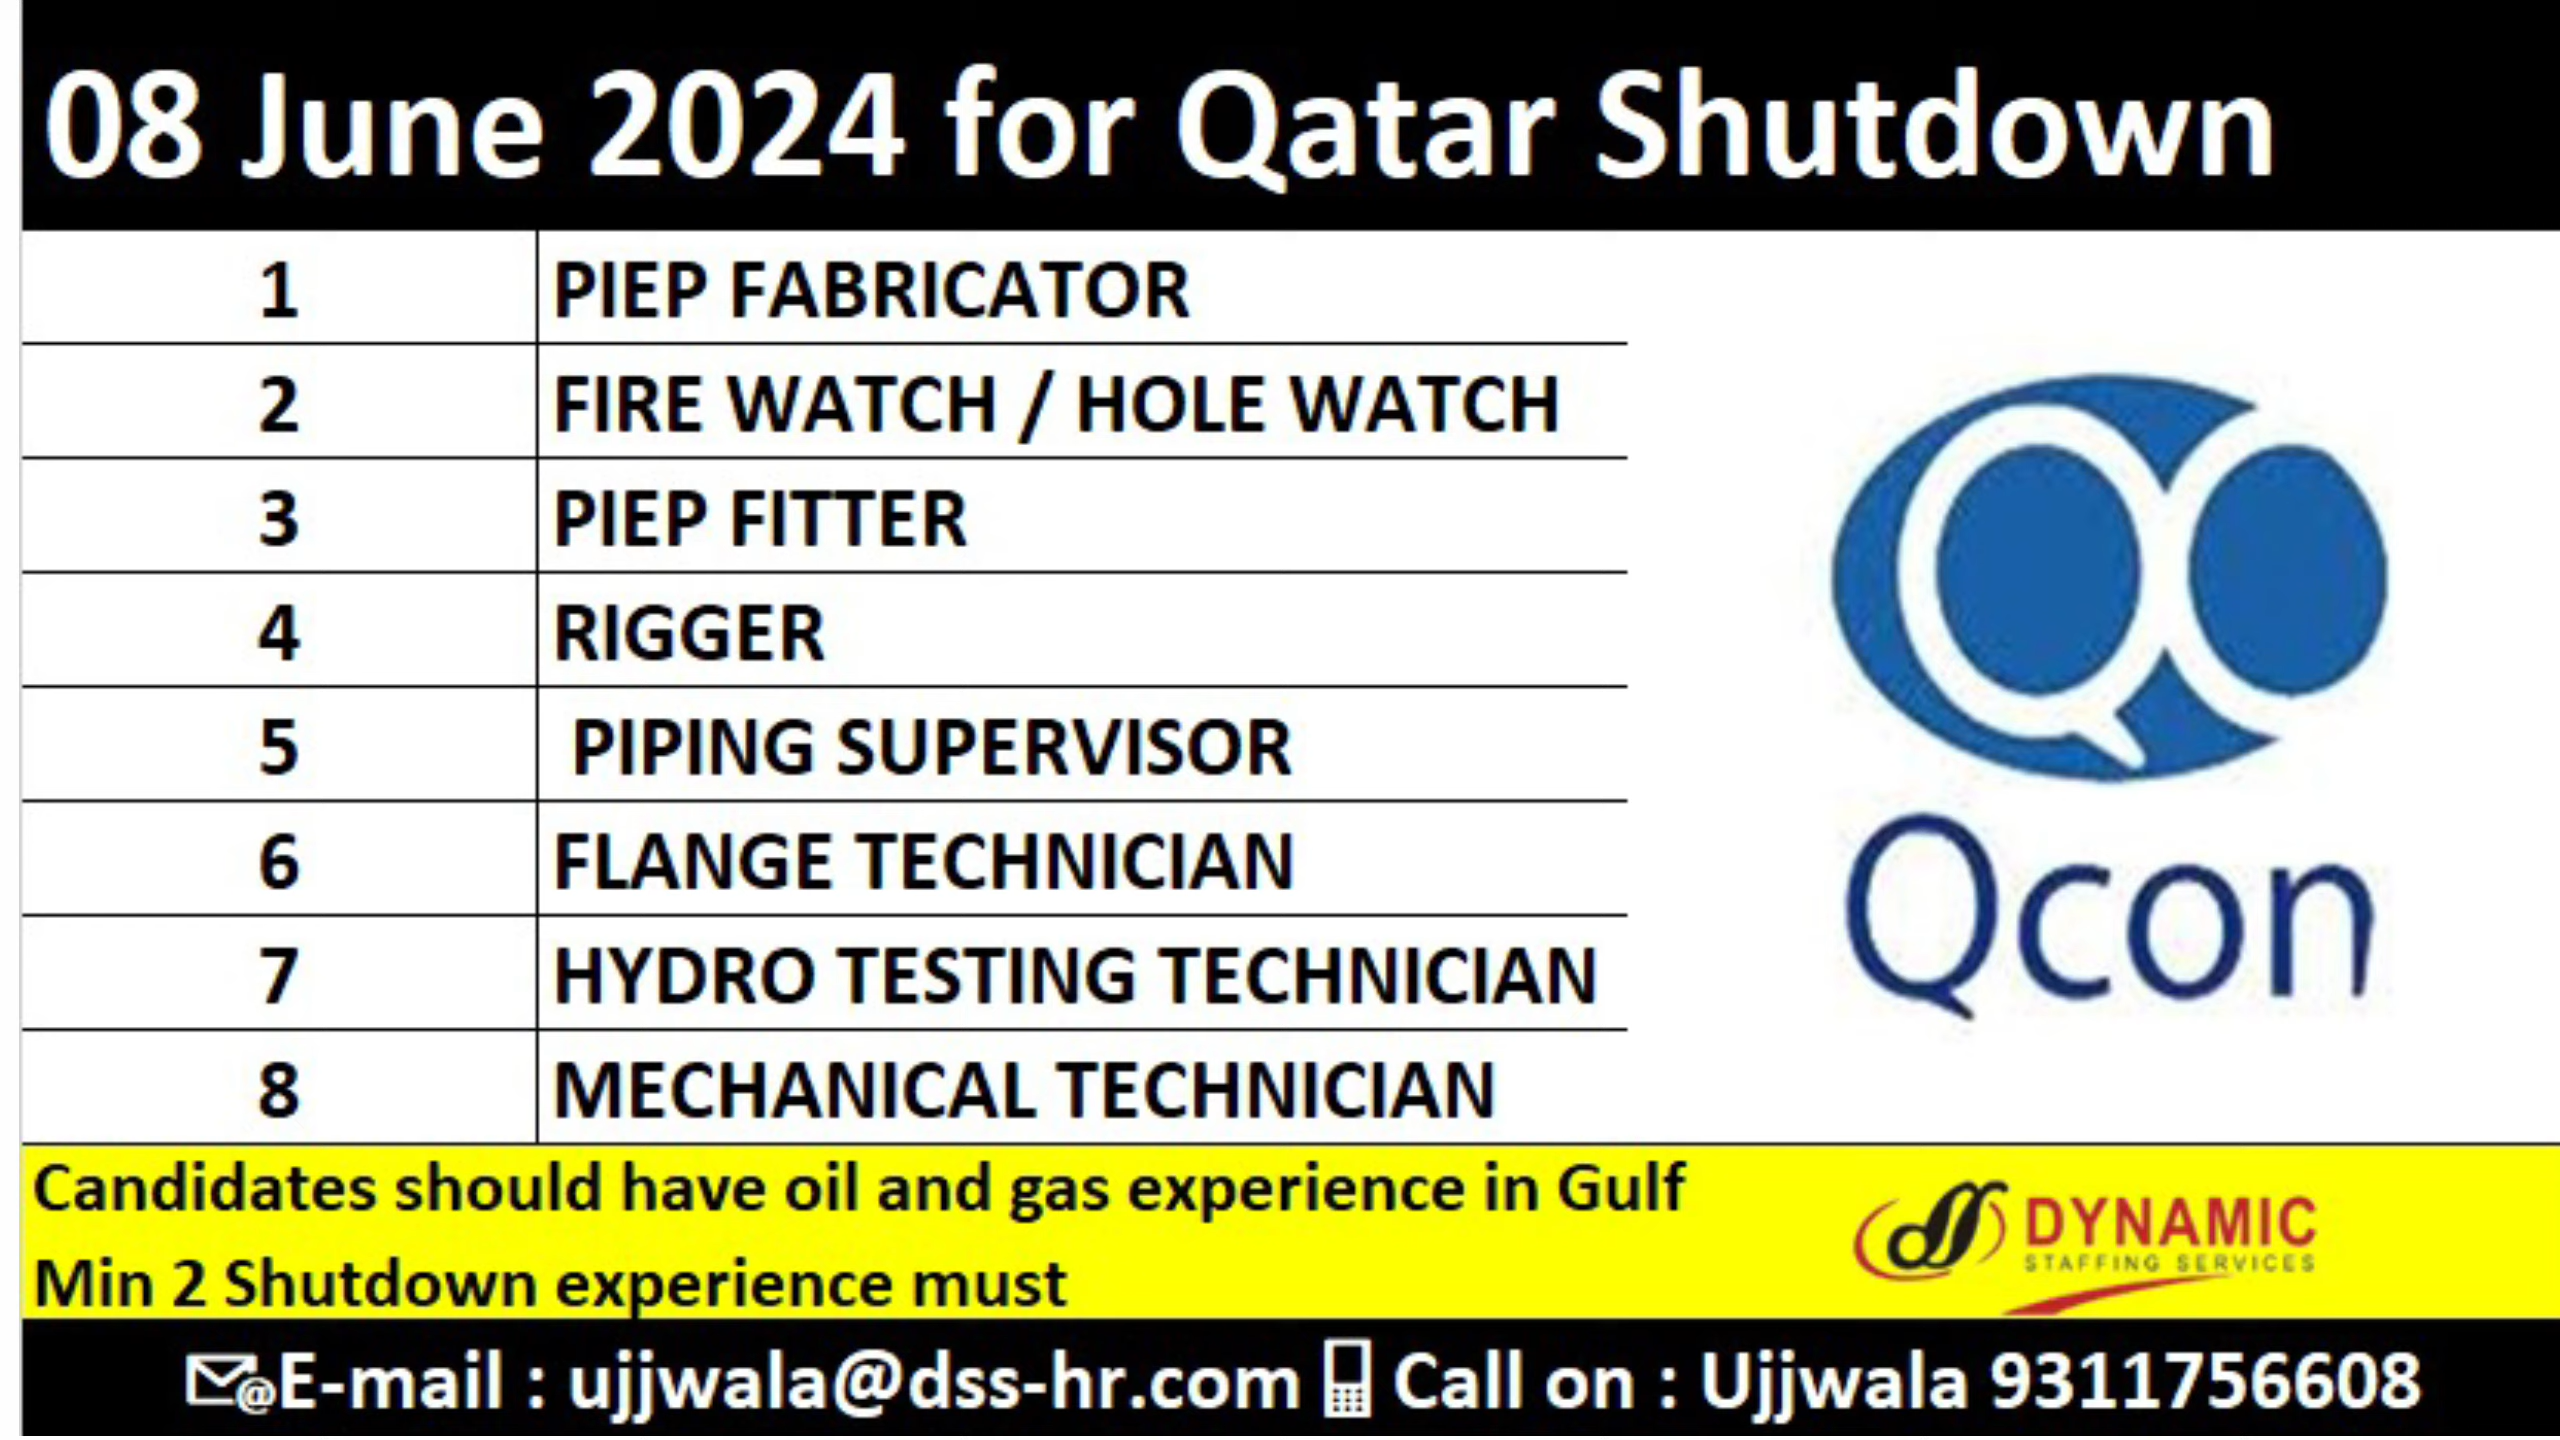 08 June 2024 for Qatar Shutdown
1 PIEP FABRICATOR
2 FIRE WATCH / HOLE WATCH
3 PIEP FITTER
4 RIGGER
5 PIPING SUPERVISOR
6 FLANGE TECHNICIAN
7 HYDRO TESTING TECHNICIAN
8 MECHANICAL TECHNICIAN
Qcon
Candidates should have oil and gas experience in Gulf
Min 2 Shutdown experience must
DYNAMIC
STAFFING SERVICES
E-mail : ujjwala@dss-hr.com Call on : Ujjwala 9311756608